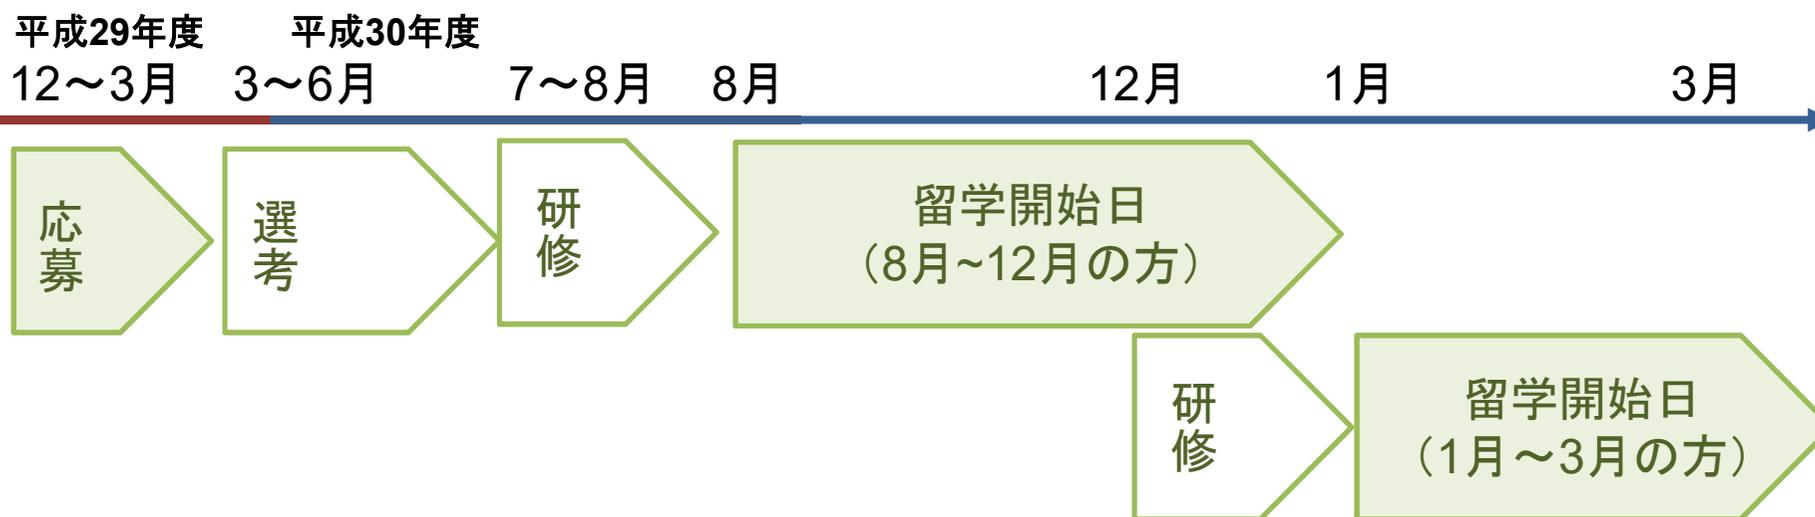 平成29年度 平成30年度
12～3月 3～6月 7～8月 8月 12月 1月 3月
応募
選考
研修
留学開始日
（8月~12月の方）
研修
留学開始日
（1月～3月の方）